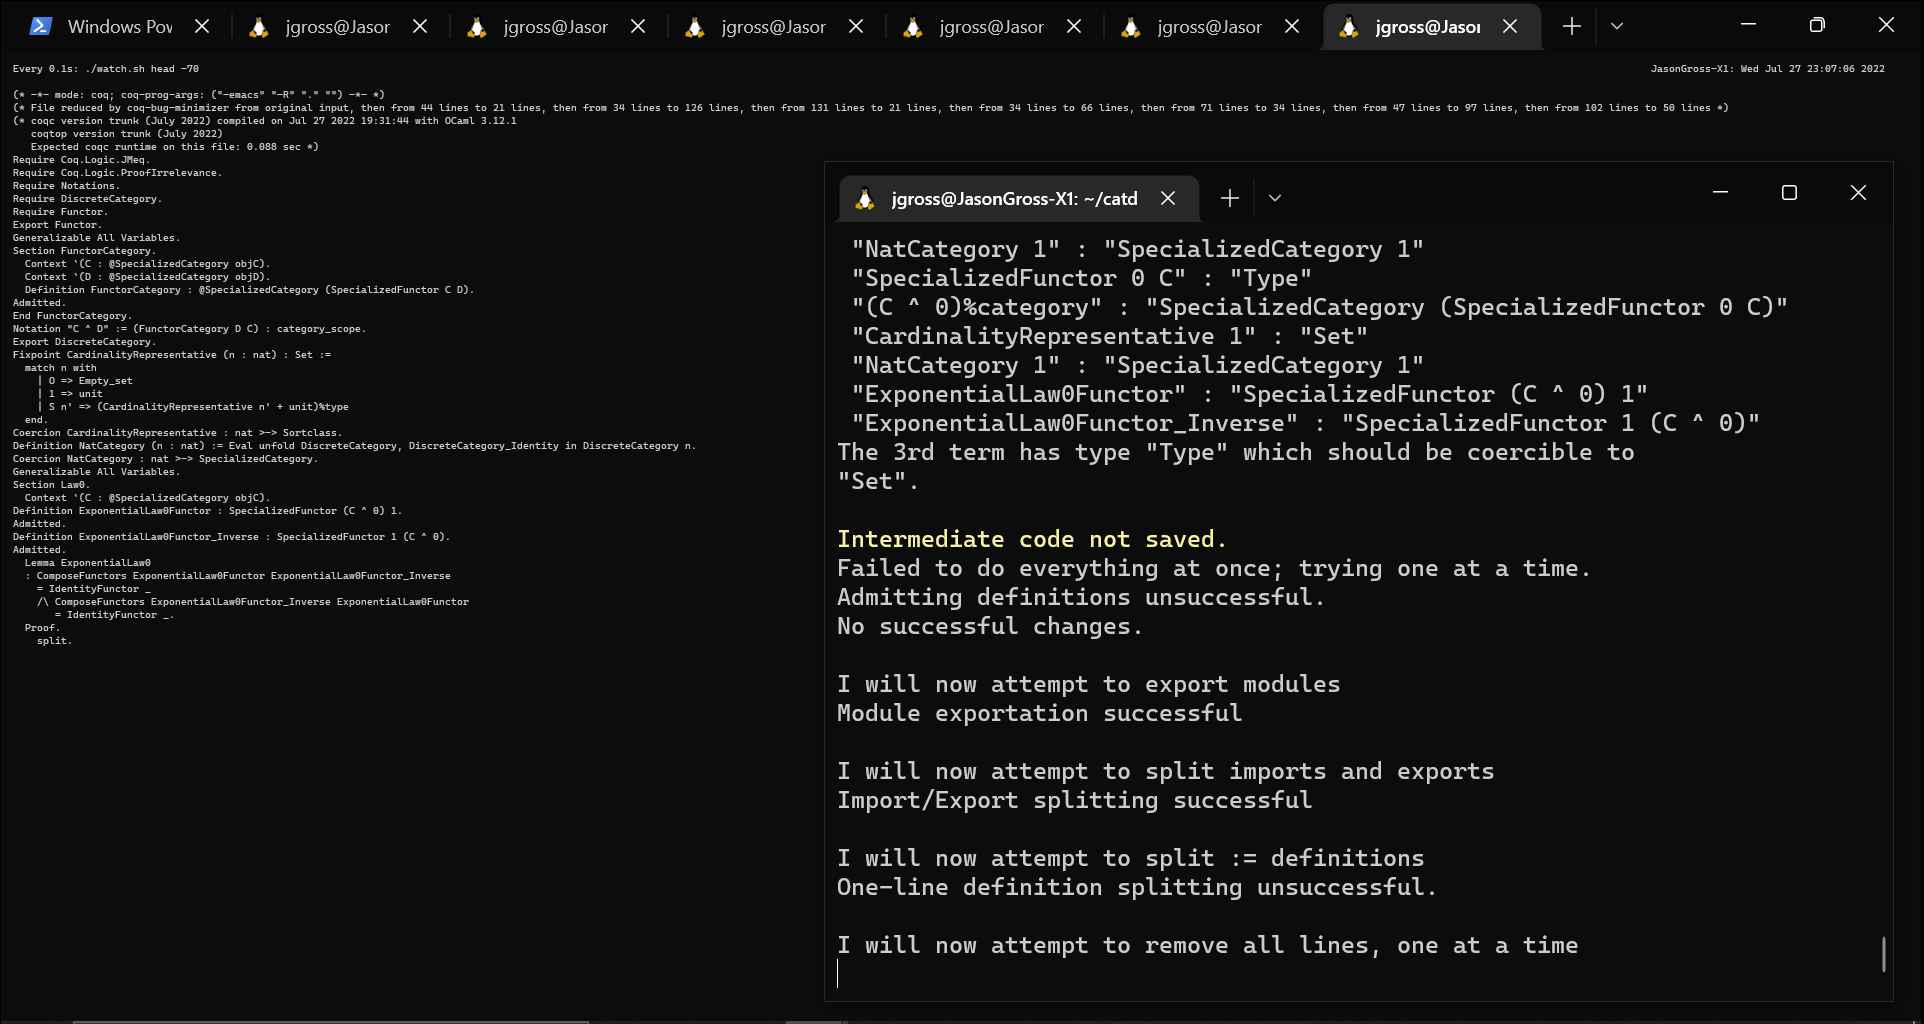 Windows Pow
jgross@Jasor
jgross@Jasor
jgross@Jasor
jgross@Jasor
jgross@Jasor
jgross@Jasor
Every 0.1s: ./watch.sh head -70
JasonGross-X1: Wed Jul 27 23:07:06 2022
(* -*- mode: coq; coq-prog-args: ("-emacs" "-R" "." "") -*- *)
(* File reduced by coq-bug-minimizer from original input, then from 44 lines to 21 lines, then from 34 lines to 126 lines, then from 131 lines to 21 lines, then from 34 lines to 66 lines, then from 71 lines to 34 lines, then from 47 lines to 97 lines, then from 102 lines to 50 lines *)
(* coqc version trunk (July 2022) compiled on Jul 27 2022 19:31:44 with OCaml 3.12.1
   coqtop version trunk (July 2022)
   Expected coqc runtime on this file: 0.088 sec *)
Require Coq.Logic.JMeq.
Require Coq.Logic.ProofIrrelevance.
Require Notations.
Require DiscreteCategory.
Require Functor.
Export Functor.
Generalizable All Variables.
Section FunctorCategory.
  Context `(C : @SpecializedCategory objC).
  Context `(D : @SpecializedCategory objD).
  Definition FunctorCategory : @SpecializedCategory (SpecializedFunctor C D).
Admitted.
End FunctorCategory.
Notation "C ^ D" := (FunctorCategory D C) : category_scope.
Export DiscreteCategory.
Fixpoint CardinalityRepresentative (n : nat) : Set :=
  match n with
    | O => Empty_set
    | 1 => unit
    | S n' => (CardinalityRepresentative n' + unit)%type
  end.
Coercion CardinalityRepresentative : nat >-> Sortclass.
Definition NatCategory (n : nat) := Eval unfold DiscreteCategory, DiscreteCategory_Identity in DiscreteCategory n.
Coercion NatCategory : nat >-> SpecializedCategory.
Generalizable All Variables.
Section Law0.
  Context `(C : @SpecializedCategory objC).
Definition ExponentialLaw0Functor : SpecializedFunctor (C ^ 0) 1.
Admitted.
Definition ExponentialLaw0Functor_Inverse : SpecializedFunctor 1 (C ^ 0).
Admitted.
  Lemma ExponentialLaw0
  : ComposeFunctors ExponentialLaw0Functor ExponentialLaw0Functor_Inverse
    = IdentityFunctor _
    /\ ComposeFunctors ExponentialLaw0Functor_Inverse ExponentialLaw0Functor
       = IdentityFunctor _.
  Proof.
    split.
jgross@JasonGross-X1: ~/catd
 "NatCategory 1" : "SpecializedCategory 1"
 "SpecializedFunctor 0 C" : "Type"
 "(C ^ 0)%category" : "SpecializedCategory (SpecializedFunctor 0 C)"
 "CardinalityRepresentative 1" : "Set"
 "NatCategory 1" : "SpecializedCategory 1"
 "ExponentialLaw0Functor" : "SpecializedFunctor (C ^ 0) 1"
 "ExponentialLaw0Functor_Inverse" : "SpecializedFunctor 1 (C ^ 0)"
The 3rd term has type "Type" which should be coercible to
"Set".
Intermediate code not saved.
Failed to do everything at once; trying one at a time.
Admitting definitions unsuccessful.
No successful changes.
I will now attempt to export modules
Module exportation successful
I will now attempt to split imports and exports
Import/Export splitting successful
I will now attempt to split := definitions
One-line definition splitting unsuccessful.
I will now attempt to remove all lines, one at a time